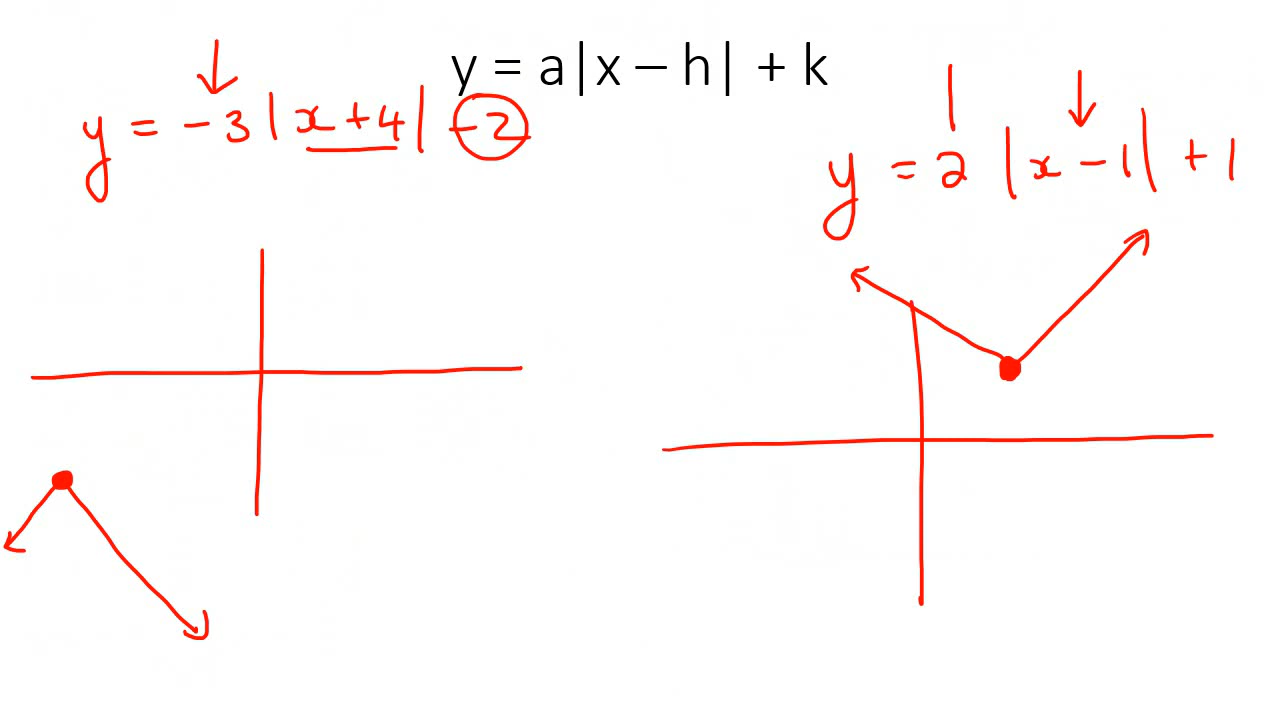 y = a|x – h| + k
y = -3|x+4| -2
y = 2|x-1| +1